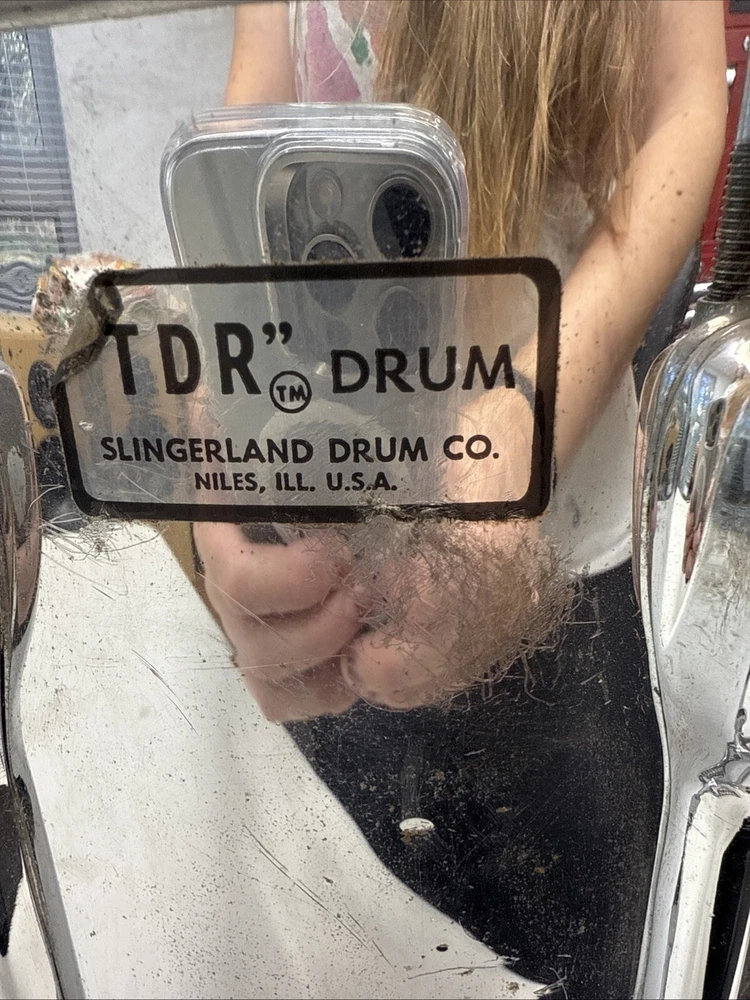 TDR”™ DRUM
SLINGERLAND DRUM CO.
NILES, ILL. U.S.A.